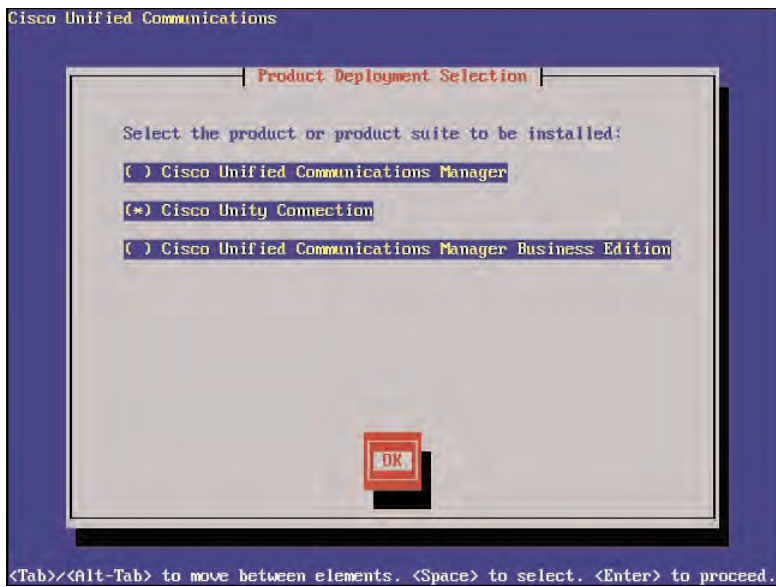 Cisco Unified Communications
Product Deployment Selection
Select the product or product suite to be installed:
( ) Cisco Unified Communications Manager
(*) Cisco Unity Connection
( ) Cisco Unified Communications Manager Business Edition
OK
<Tab>/<Alt-Tab> to move between elements. <Space> to select. <Enter> to proceed.